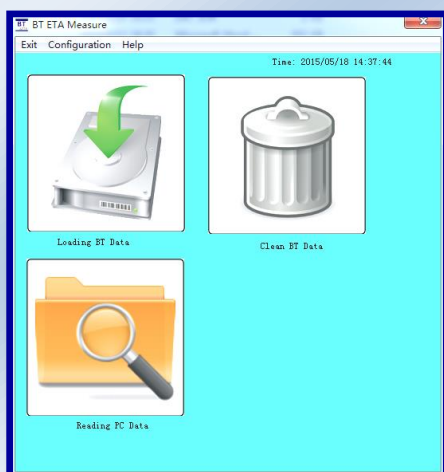 BT BT ETA Measure
Exit Configuration Help
Time: 2015/05/18 14:37:44
Loading BT Data
Clean BT Data
Reading PC Data